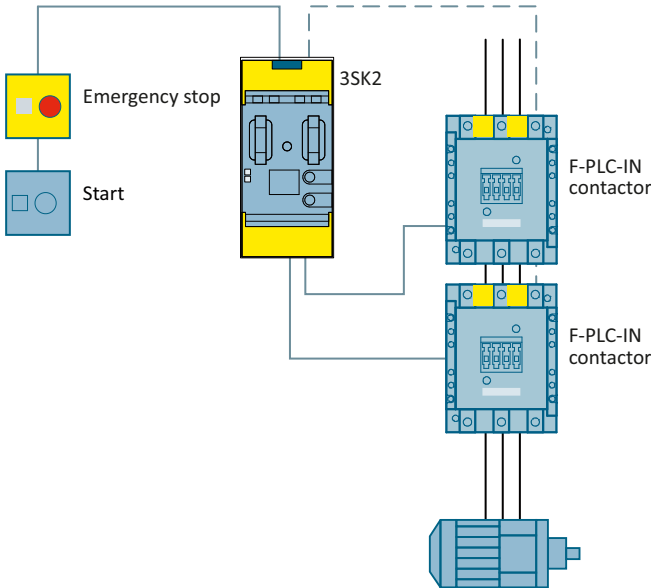 3SK2
Emergency stop
F-PLC-IN
contactor
Start
F-PLC-IN
contactor